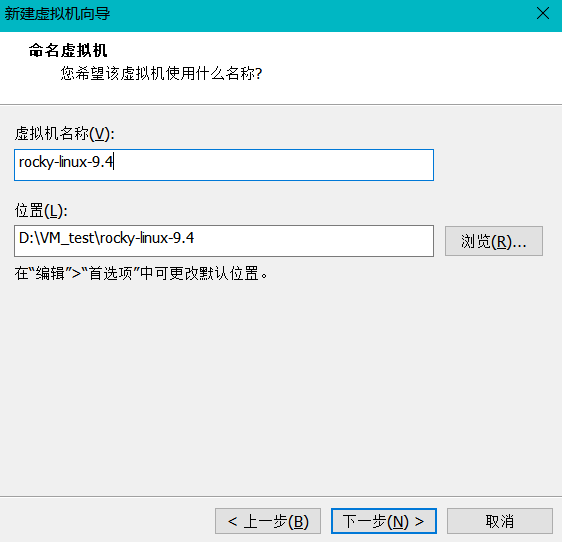 新建虚拟机向导
命名虚拟机
您希望该虚拟机使用什么名称?
虚拟机名称(V):
rocky-linux-9.4
位置(L):
D:\VM_test\rocky-linux-9.4
浏览(R)...
在“编辑”>“首选项”中可更改默认位置。
< 上一步(B) 下一步(N) > 取消